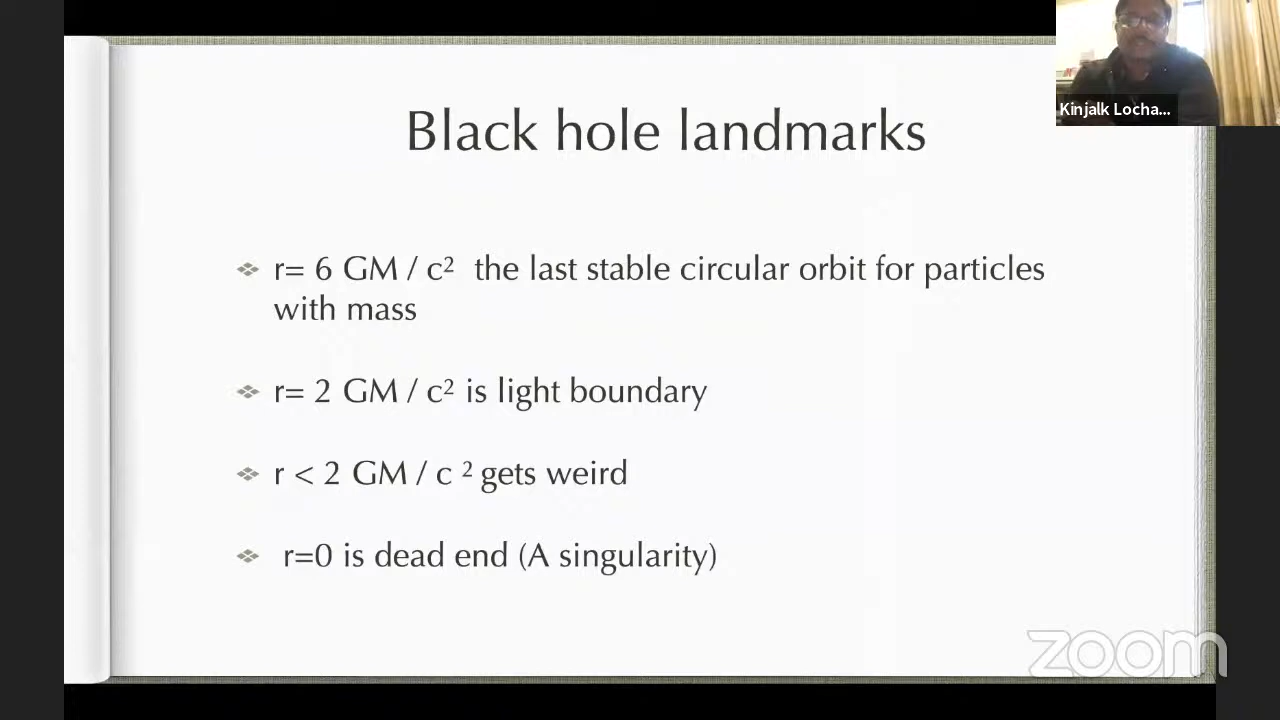 Kinjalk Locha...
Black hole landmarks
r= 6 GM / c² the last stable circular orbit for particles
with mass
r= 2 GM / c² is light boundary
r < 2 GM / c ² gets weird
r=0 is dead end (A singularity)
zoom